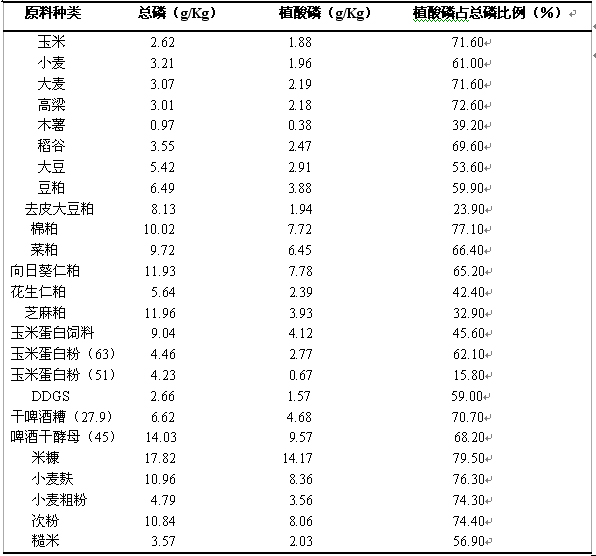 原料种类 总磷（g/Kg） 植酸磷（g/Kg） 植酸磷占总磷比例（%）
玉米 2.62 1.88 71.60
小麦 3.21 1.96 61.00
大麦 3.07 2.19 71.60
高梁 3.01 2.18 72.60
木薯 0.97 0.38 39.20
稻谷 3.55 2.47 69.60
大豆 5.42 2.91 53.60
豆粕 6.49 3.88 59.90
去皮大豆粕 8.13 1.94 23.90
棉粕 10.02 7.72 77.10
菜粕 9.72 6.45 66.40
向日葵仁粕 11.93 7.78 65.20
花生仁粕 5.64 2.39 42.40
芝麻粕 11.96 3.93 32.90
玉米蛋白饲料 9.04 4.12 45.60
玉米蛋白粉（63） 4.46 2.77 62.10
玉米蛋白粉（51） 4.23 0.67 15.80
DDGS 2.66 1.57 59.00
干啤酒糟（27.9） 6.62 4.68 70.70
啤酒干酵母（45） 14.03 9.57 68.20
米糠 17.82 14.17 79.50
小麦麸 10.96 8.36 76.30
小麦粗粉 4.79 3.56 74.30
次粉 10.84 8.06 74.40
糙米 3.57 2.03 56.90